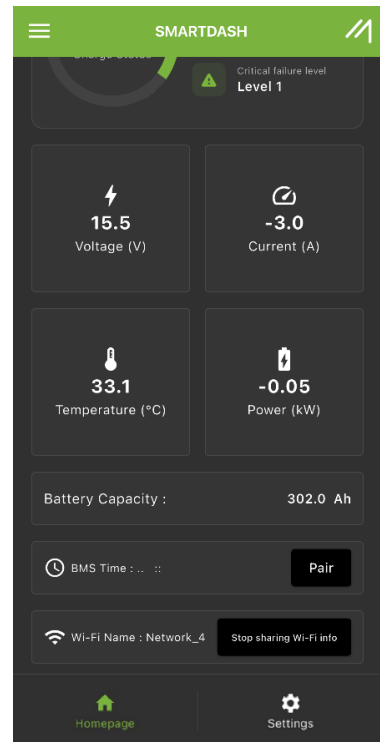 SMARTDASH
Charge Status
Critical failure level
Level 1
15.5
Voltage (V)
-3.0
Current (A)
33.1
Temperature (°C)
-0.05
Power (kW)
Battery Capacity :
302.0 Ah
BMS Time : .. ::
Pair
Wi-Fi Name : Network_4
Stop sharing Wi-Fi info
Homepage
Settings